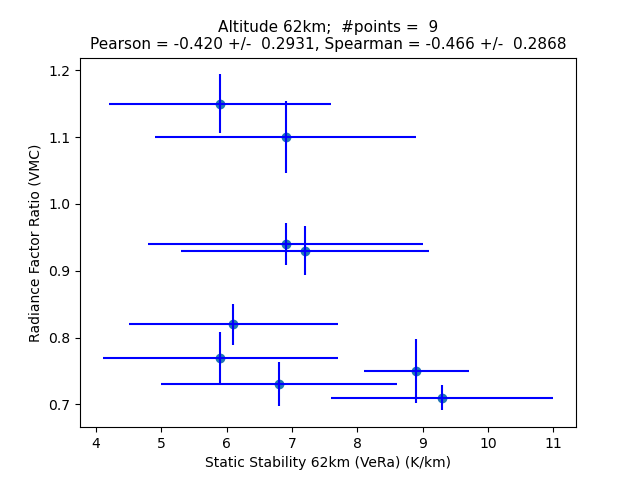 Altitude 62km;  #points =  9
Pearson = -0.420 +/-  0.2931, Spearman = -0.466 +/-  0.2868
1.2
1.1
1.0
0.9
0.8
0.7
Radiance Factor Ratio (VMC)
4 5 6 7 8 9 10 11
Static Stability 62km (VeRa) (K/km)